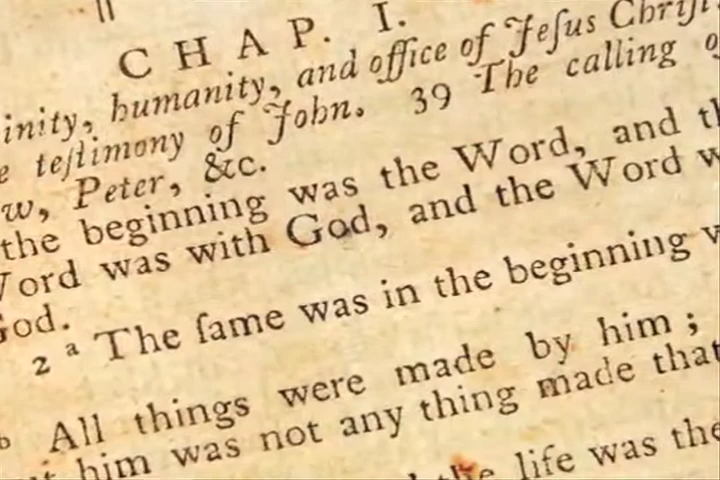 CHAP. I.
inity, humanity, and office of Jeſus Chriſt.
teſtimony of John. 39 The calling
w, Peter, &c.
the beginning was the Word, and th
Word was with God, and the Word w
God.
2 a The ſame was in the beginning w
b All things were made by him;
him was not any thing made that
the life was the